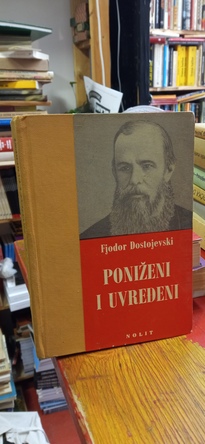 Fjodor Dostojevski
PONIŽENI
I UVREĐENI
NOLIT